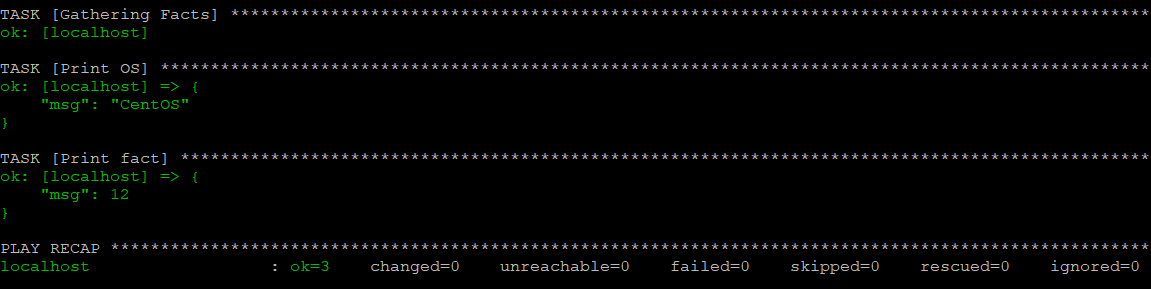 TASK [Gathering Facts] ********************************************************************************************
ok: [localhost]
TASK [Print OS] ***************************************************************************************************
ok: [localhost] => {
    "msg": "CentOS"
}
TASK [Print fact] *************************************************************************************************
ok: [localhost] => {
    "msg": 12
}
PLAY RECAP ********************************************************************************************************
localhost                  : ok=3    changed=0    unreachable=0    failed=0    skipped=0    rescued=0    ignored=0